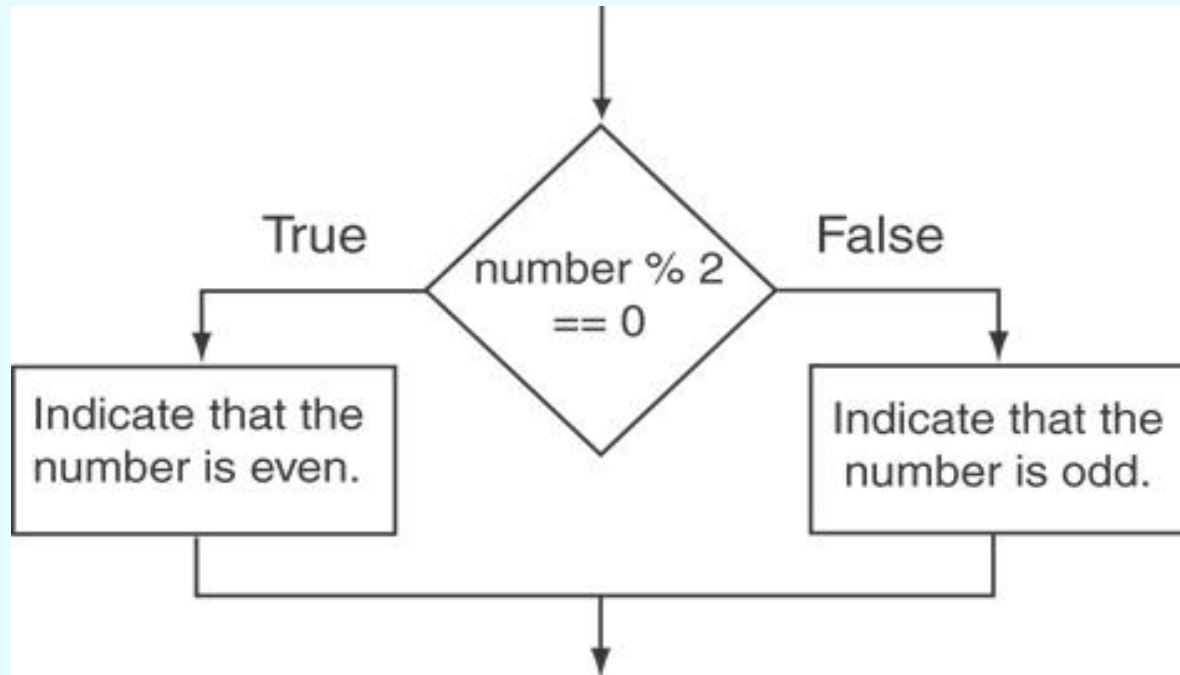 True
False
number % 2
== 0
Indicate that the
number is even.
Indicate that the
number is odd.